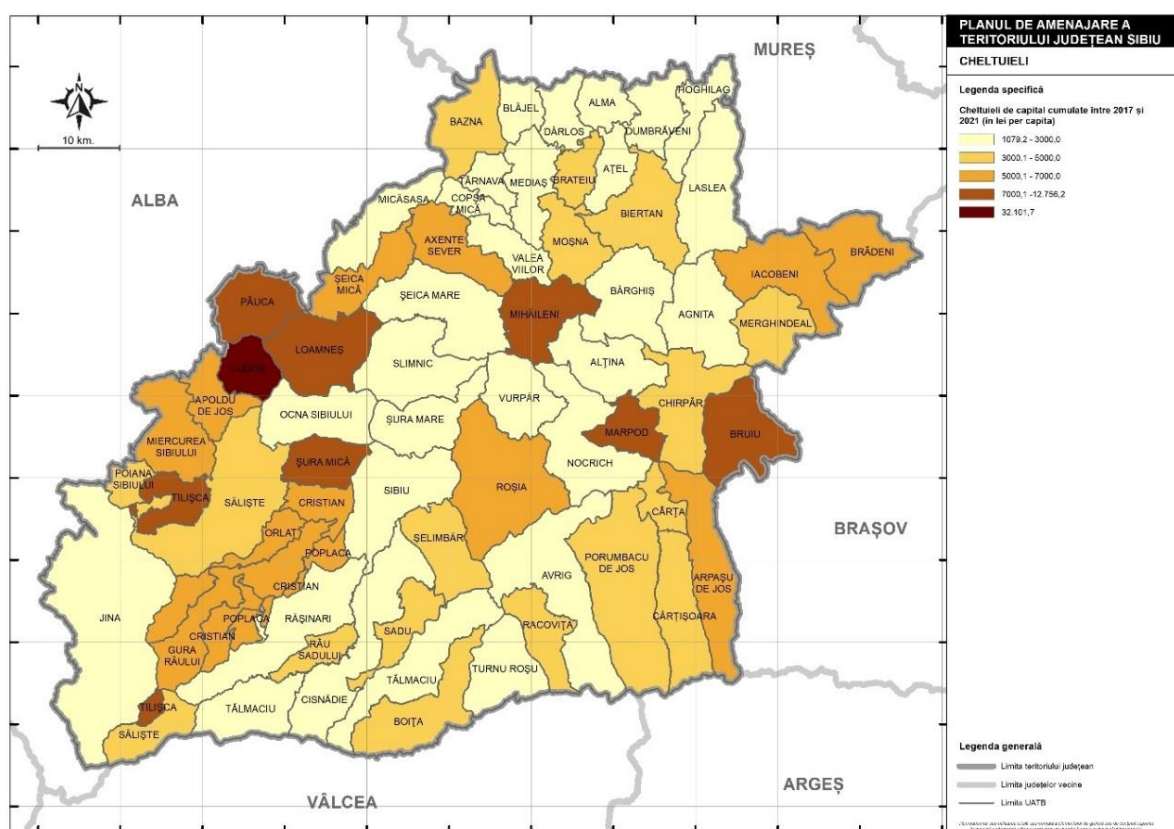 PLANUL DE AMENAJARE A
TERITORIULUI JUDEȚEAN SIBIU
CHELTUIELI
Legenda specifică
Cheltuieli de capital cumulate între 2017 și
2021 (în lei per capita)
1079,2 - 3000,0
3000,1 - 5000,0
5000,1 - 7000,0
7000,1 -12.756,2
32.101,7
N
10 km.
MUREȘ
ALBA
BRAȘOV
ARGEȘ
VÂLCEA
HOGHILAG
BLĂJEL
ALMA
BAZNA
DÂRLOS
DUMBRĂVENI
TÂRNAVA
MEDIAȘ
BRATEIU
AȚEL
LASLEA
MICĂSASA
COPȘA
MICĂ
BIERTAN
AXENTE
SEVER
MOȘNA
VALEA
VIILOR
BRĂDENI
IACOBENI
ȘEICA
MICĂ
ȘEICA MARE
BÂRGHIȘ
PĂUCA
MIHĂILENI
AGNITA
MERGHINDEAL
LOAMNEȘ
SLIMNIC
ALȚINA
LUDOȘ
APOLDU
DE JOS
VURPĂR
CHIRPĂR
OCNA SIBIULUI
ȘURA MARE
MARPOD
BRUIU
MIERCUREA
SIBIULUI
ȘURA MICĂ
NOCRICH
POIANA
SIBIULUI
TILIȘCA
SĂLIȘTE
CRISTIAN
SIBIU
ROȘIA
CÂRȚA
ORLAT
POPLACA
ȘELIMBĂR
PORUMBACU
DE JOS
AVRIG
ARPAȘU
DE JOS
CRISTIAN
JINA
POPLACA
RĂȘINARI
CÂRȚIȘOARA
CRISTIAN
SADU
RACOVIȚA
GURA
RÂULUI
RÂU
SADULUI
TURNU ROȘU
TĂLMACIU
TILIȘCA
TĂLMACIU
CISNĂDIE
SĂLIȘTE
BOIȚA
Legenda generală
Limita teritoriului județean
Limita județelor vecine
Limita UATB